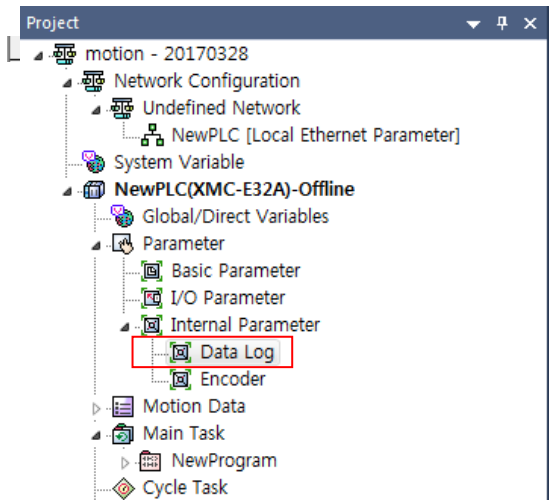 Project
motion - 20170328
Network Configuration
Undefined Network
NewPLC [Local Ethernet Parameter]
System Variable
NewPLC(XMC-E32A)-Offline
Global/Direct Variables
Parameter
Basic Parameter
I/O Parameter
Internal Parameter
Data Log
Encoder
Motion Data
Main Task
NewProgram
Cycle Task